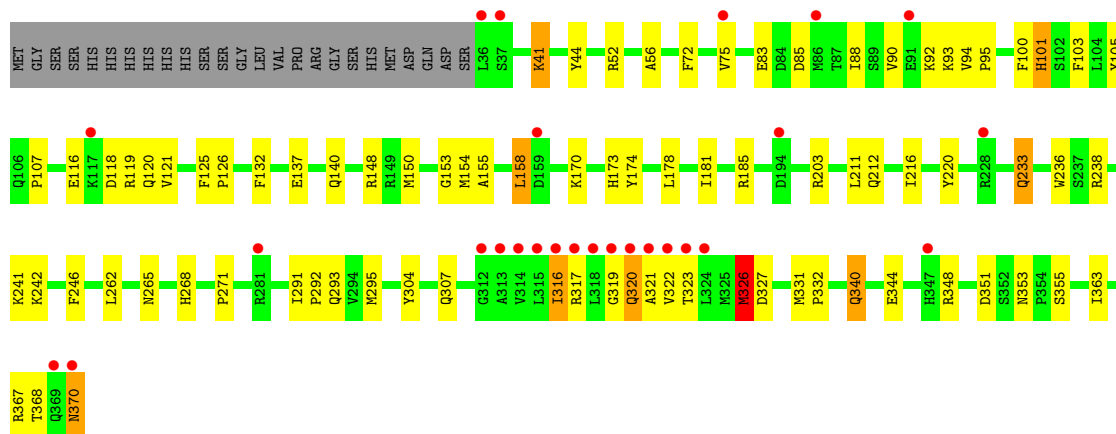 MET GLY SER SER HIS HIS HIS HIS HIS HIS SER SER GLY LEU VAL PRO ARG GLY SER HIS MET ASP GLN ASP SER L36 S37 K41 Y44 R52 A56 F72 V75 E83 D84 D85 M86 T87 I88 S89 V90 E91 K92 K93 V94 P95 F100 H101 S102 F103 L104 Y105
Q106 P107 E116 K117 D118 R119 Q120 V121 F125 P126 F132 E137 Q140 R148 R149 M150 G153 M154 A155 L158 D159 K170 H173 Y174 L178 I181 R185 D194 R203 L211 Q212 I216 Y220 R228 Q233 W236 S237 R238
K241 K242 F246 L262 N265 H268 P271 R281 I291 P292 Q293 V294 M295 Y304 Q307 G312 A313 V314 L315 I316 R317 L318 G319 Q320 A321 V322 T323 L324 M325 M326 D327 M331 P332 Q340 E344 H347 R348 D351 S352 N353 P354 S355 I363
R367 T368 Q369 N370